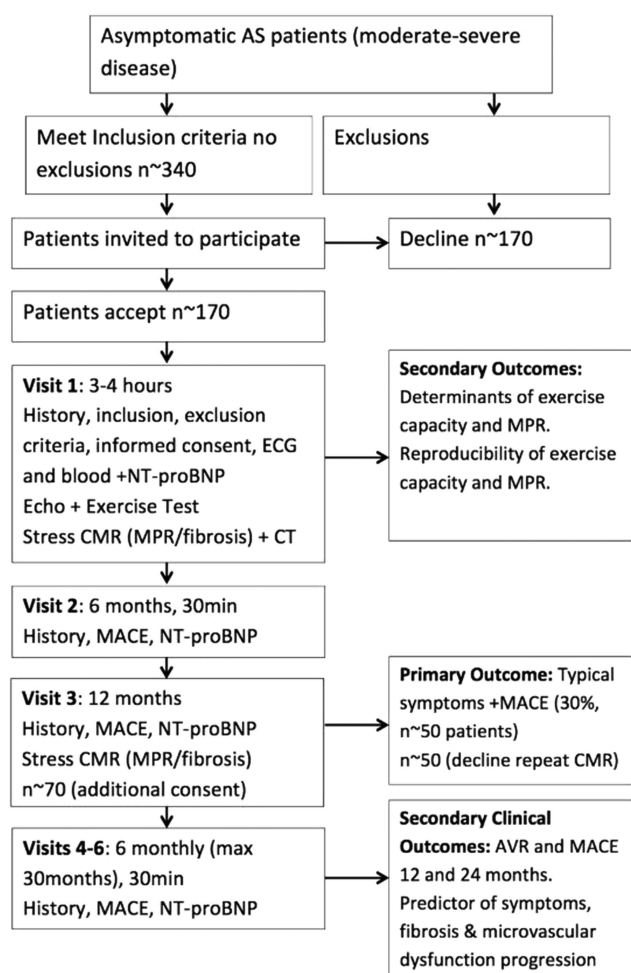 Asymptomatic AS patients (moderate-severe
disease)
Meet Inclusion criteria no
exclusions n~340
Exclusions
Patients invited to participate
Decline n~170
Patients accept n~170
Visit 1: 3-4 hours
History, inclusion, exclusion
criteria, informed consent, ECG
and blood +NT-proBNP
Echo + Exercise Test
Stress CMR (MPR/fibrosis) + CT
Secondary Outcomes:
Determinants of exercise
capacity and MPR.
Reproducibility of exercise
capacity and MPR.
Visit 2: 6 months, 30min
History, MACE, NT-proBNP
Visit 3: 12 months
History, MACE, NT-proBNP
Stress CMR (MPR/fibrosis)
n~70 (additional consent)
Primary Outcome: Typical
symptoms +MACE (30%,
n~50 patients)
n~50 (decline repeat CMR)
Visits 4-6: 6 monthly (max
30months), 30min
History, MACE, NT-proBNP
Secondary Clinical
Outcomes: AVR and MACE
12 and 24 months.
Predictor of symptoms,
fibrosis & microvascular
dysfunction progression